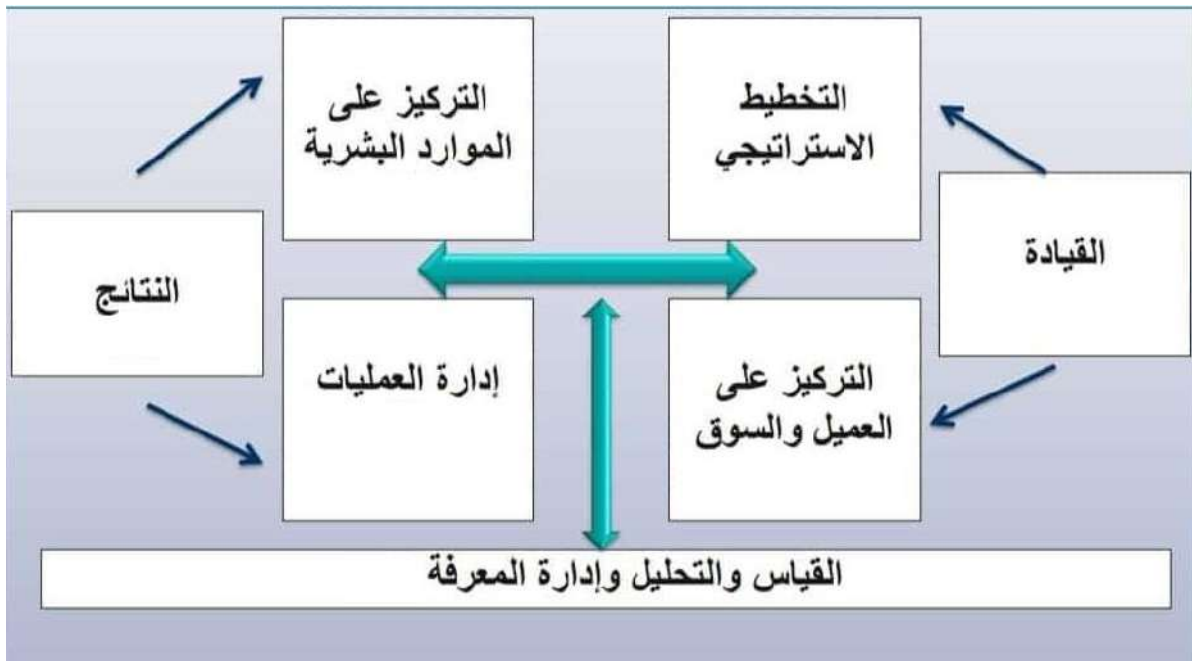 التخطيط
الاستراتيجي
التركيز على
الموارد البشرية
القيادة
النتائج
التركيز على
العميل والسوق
إدارة العمليات
القياس والتحليل وإدارة المعرفة